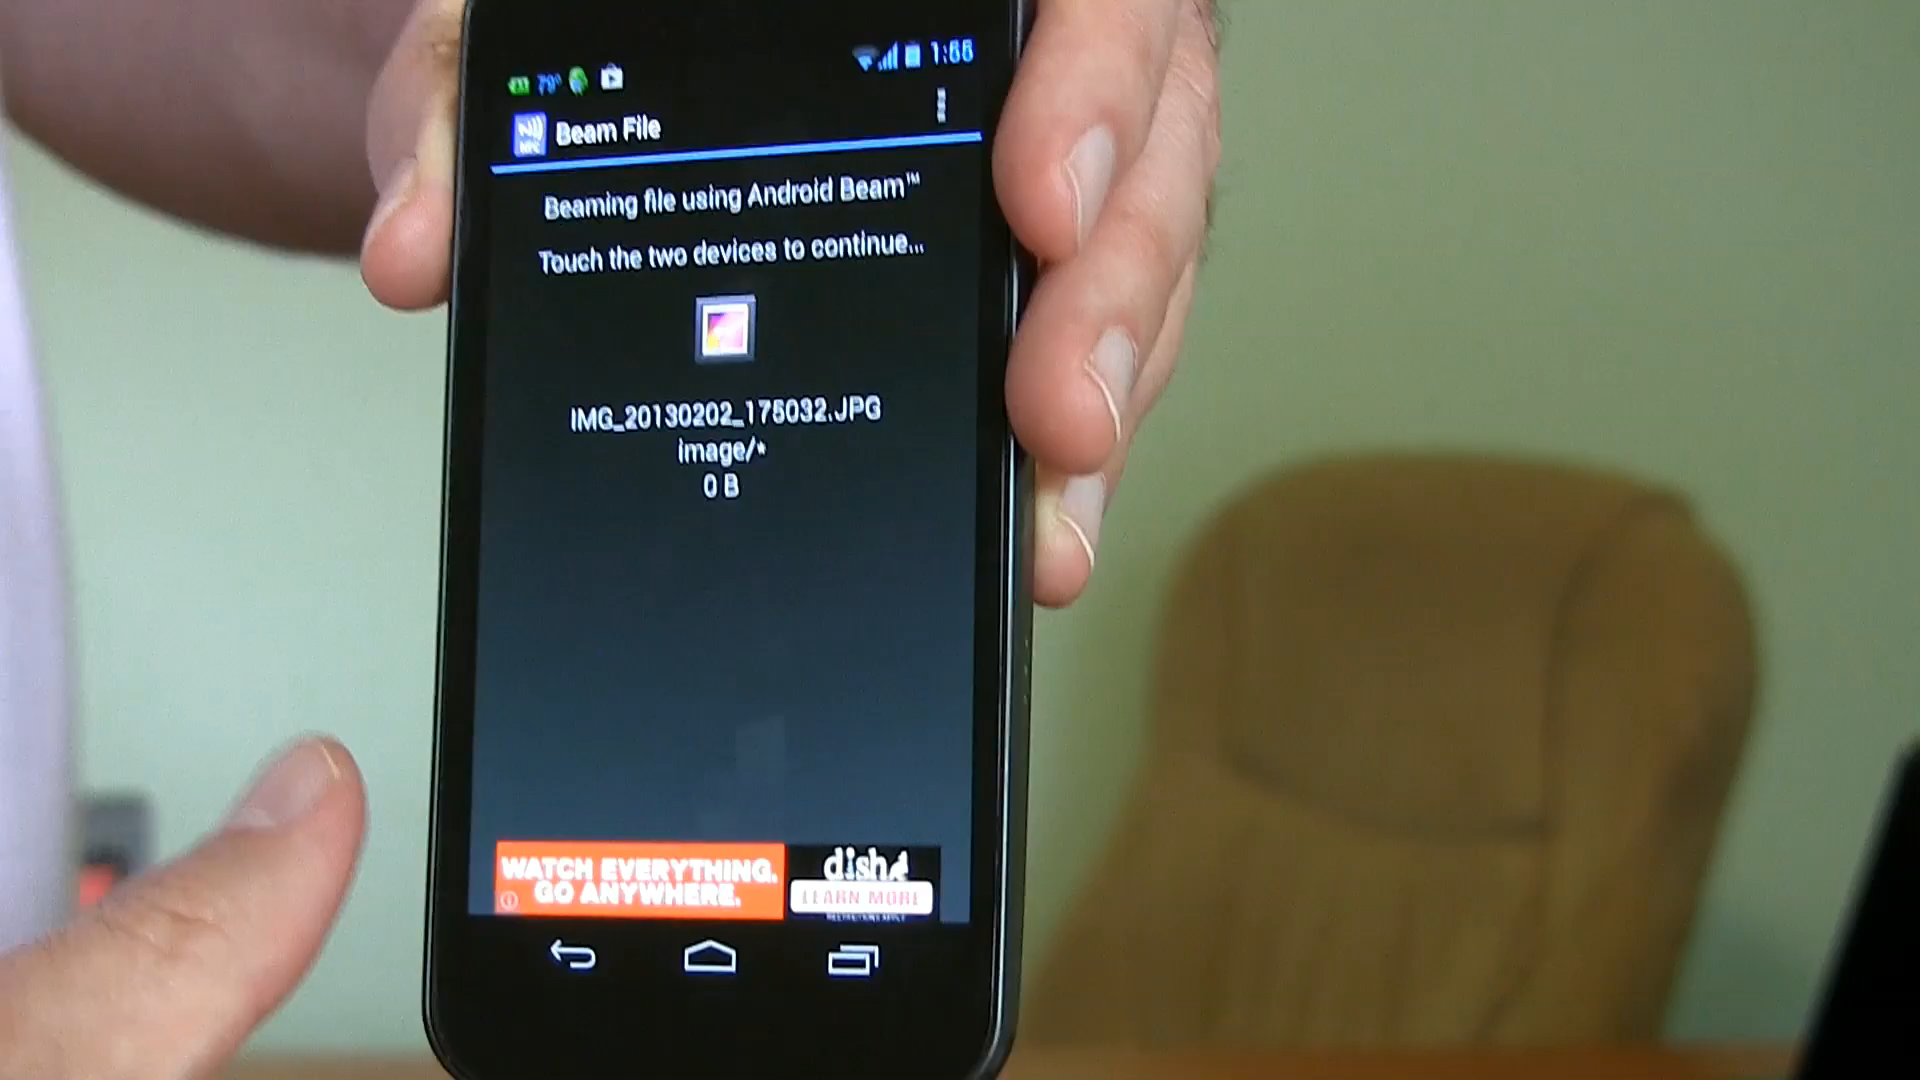 79°
1:55
Beam File
Beaming file using Android Beam™
Touch the two devices to continue...
IMG_20130202_175032.JPG
image/*
0 B
WATCH EVERYTHING.
GO ANYWHERE.
dish
LEARN MORE